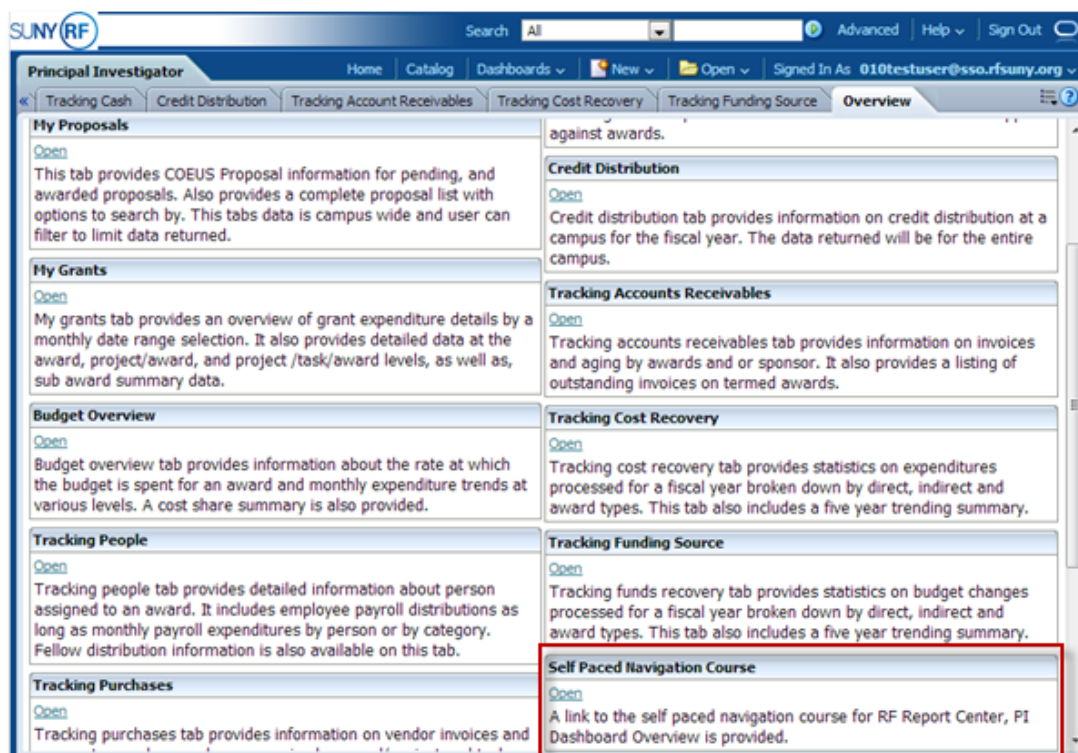 SUNY RF
Search All Advanced Help Sign Out
Principal Investigator Home Catalog Dashboards New Open Signed In As 010testuser@sso.rfsuny.org
« Tracking Cash Credit Distribution Tracking Account Receivables Tracking Cost Recovery Tracking Funding Source Overview
My Proposals
Open
This tab provides COEUS Proposal information for pending, and
awarded proposals. Also provides a complete proposal list with
options to search by. This tabs data is campus wide and user can
filter to limit data returned.
My Grants
Open
My grants tab provides an overview of grant expenditure details by a
monthly date range selection. It also provides detailed data at the
award, project/award, and project /task/award levels, as well as,
sub award summary data.
Budget Overview
Open
Budget overview tab provides information about the rate at which
the budget is spent for an award and monthly expenditure trends at
various levels. A cost share summary is also provided.
Tracking People
Open
Tracking people tab provides detailed information about person
assigned to an award. It includes employee payroll distributions as
long as monthly payroll expenditures by person or by category.
Fellow distribution information is also available on this tab.
Tracking Purchases
Open
Tracking purchases tab provides information on vendor invoices and
against awards.
Credit Distribution
Open
Credit distribution tab provides information on credit distribution at a
campus for the fiscal year. The data returned will be for the entire
campus.
Tracking Accounts Receivables
Open
Tracking accounts receivables tab provides information on invoices
and aging by awards and or sponsor. It also provides a listing of
outstanding invoices on termed awards.
Tracking Cost Recovery
Open
Tracking cost recovery tab provides statistics on expenditures
processed for a fiscal year broken down by direct, indirect and
award types. This tab also includes a five year trending summary.
Tracking Funding Source
Open
Tracking funds recovery tab provides statistics on budget changes
processed for a fiscal year broken down by direct, indirect and
award types. This tab also includes a five year trending summary.
Self Paced Navigation Course
Open
A link to the self paced navigation course for RF Report Center, PI
Dashboard Overview is provided.